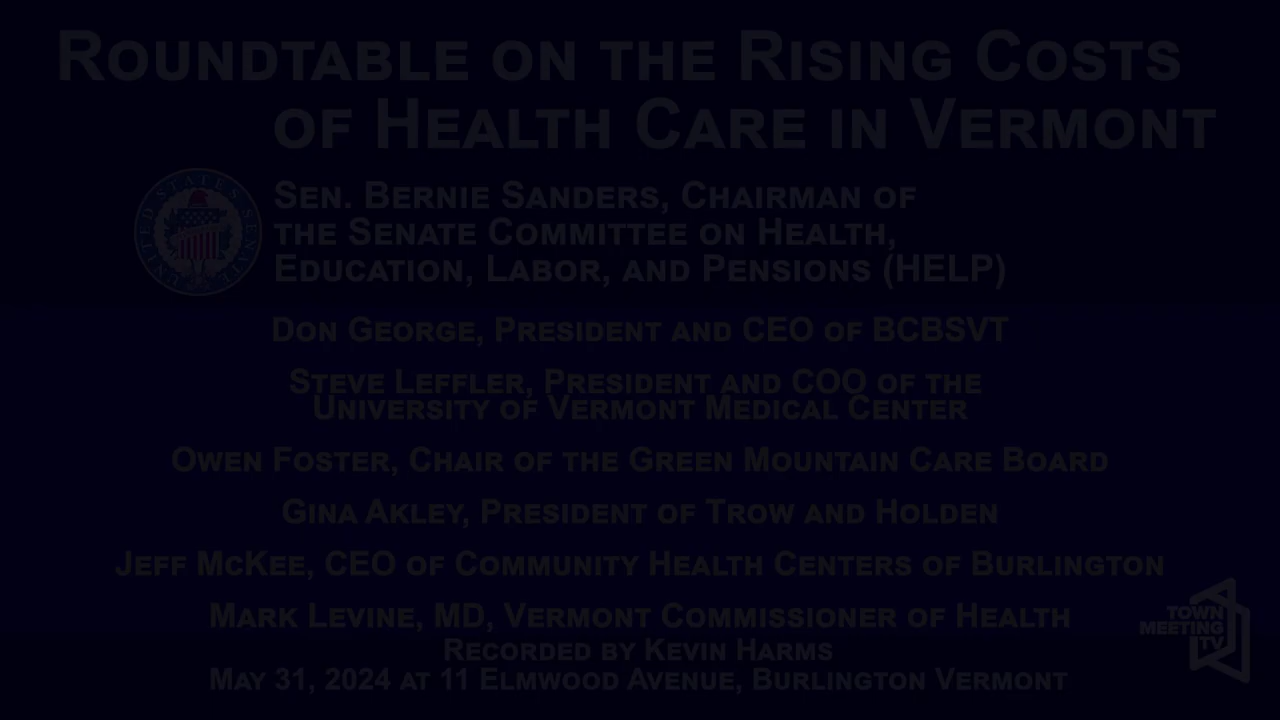 Roundtable on the Rising Costs
of Health Care in Vermont
UNITED STATES SENATE
Sen. Bernie Sanders, Chairman of
the Senate Committee on Health,
Education, Labor, and Pensions (HELP)
Don George, President and CEO of BCBSVT
Steve Leffler, President and COO of the
University of Vermont Medical Center
Owen Foster, Chair of the Green Mountain Care Board
Gina Akley, President of Trow and Holden
Jeff McKee, CEO of Community Health Centers of Burlington
Mark Levine, MD, Vermont Commissioner of Health
Recorded by Kevin Harms
May 31, 2024 at 11 Elmwood Avenue, Burlington Vermont
TOWN
MEETING
TV